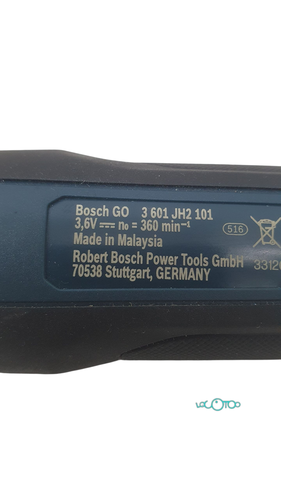 Bosch GO 3 601 JH2 101
3,6V ⎓ n₀ = 360 min⁻¹
Made in Malaysia
516
Robert Bosch Power Tools GmbH
70538 Stuttgart, GERMANY
LOCOTOO